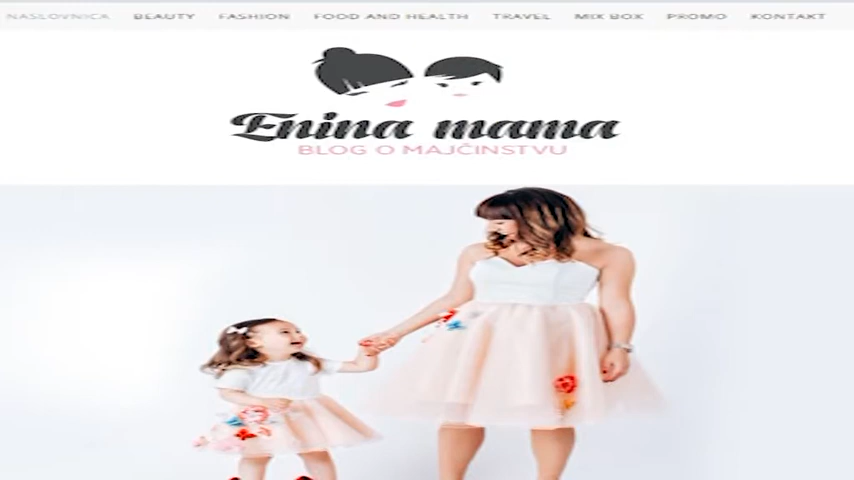 NASLOVNICA BEAUTY FASHION FOOD AND HEALTH TRAVEL MIX BOX PROMO KONTAKT
Enina mama
BLOG O MAJČINSTVU